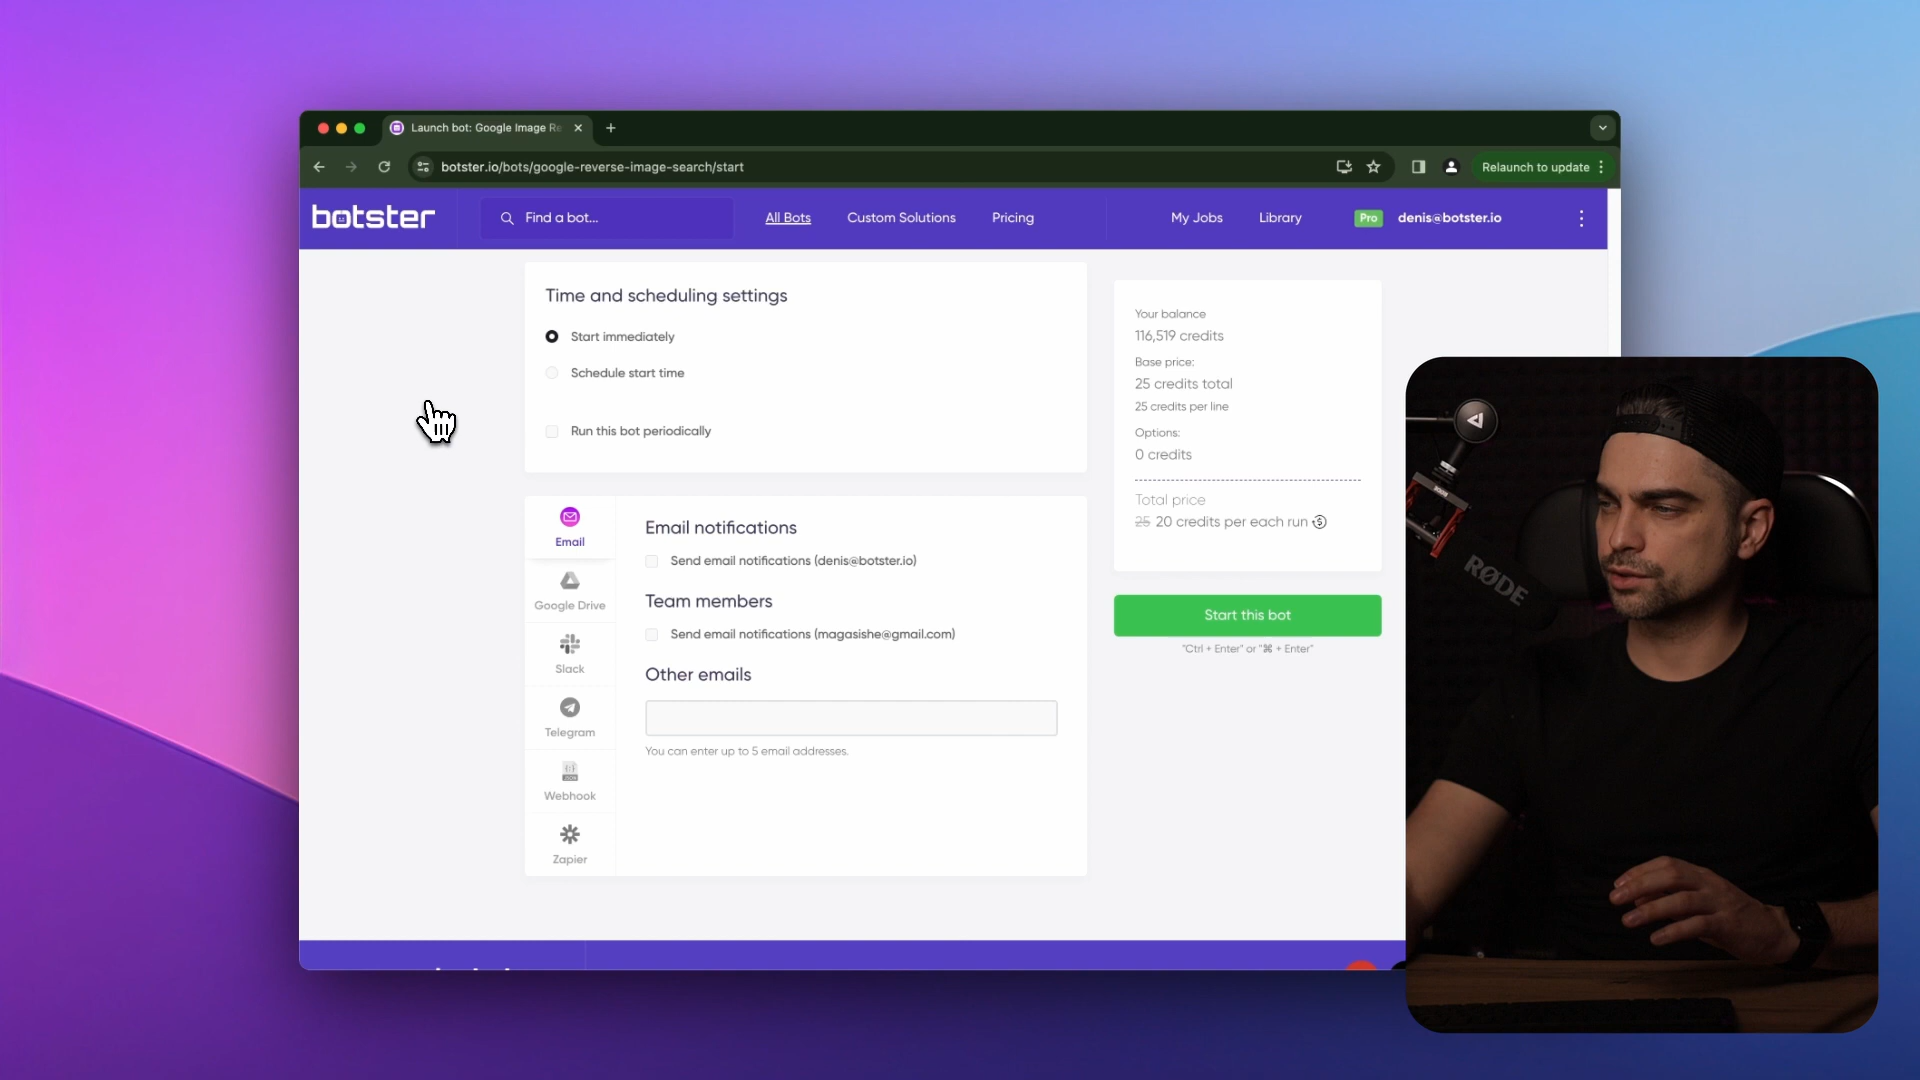 Launch bot: Google Image Re
botster.io/bots/google-reverse-image-search/start
Relaunch to update
botster
Find a bot...
All Bots
Custom Solutions
Pricing
My Jobs
Library
Pro
denis@botster.io
Time and scheduling settings
Start immediately
Schedule start time
Run this bot periodically
Email
Google Drive
Slack
Telegram
Webhook
Zapier
Email notifications
Send email notifications (denis@botster.io)
Team members
Send email notifications (magasishe@gmail.com)
Other emails
You can enter up to 5 email addresses.
Your balance
116,519 credits
Base price:
25 credits total
25 credits per line
Options:
0 credits
Total price
25 20 credits per each run
Start this bot
"Ctrl + Enter" or "⌘ + Enter"
RØDE